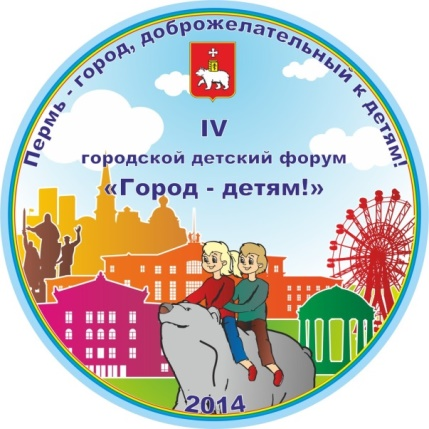 Пермь - город, доброжелательный к детям!
IV
городской детский форум
«Город - детям!»
2014